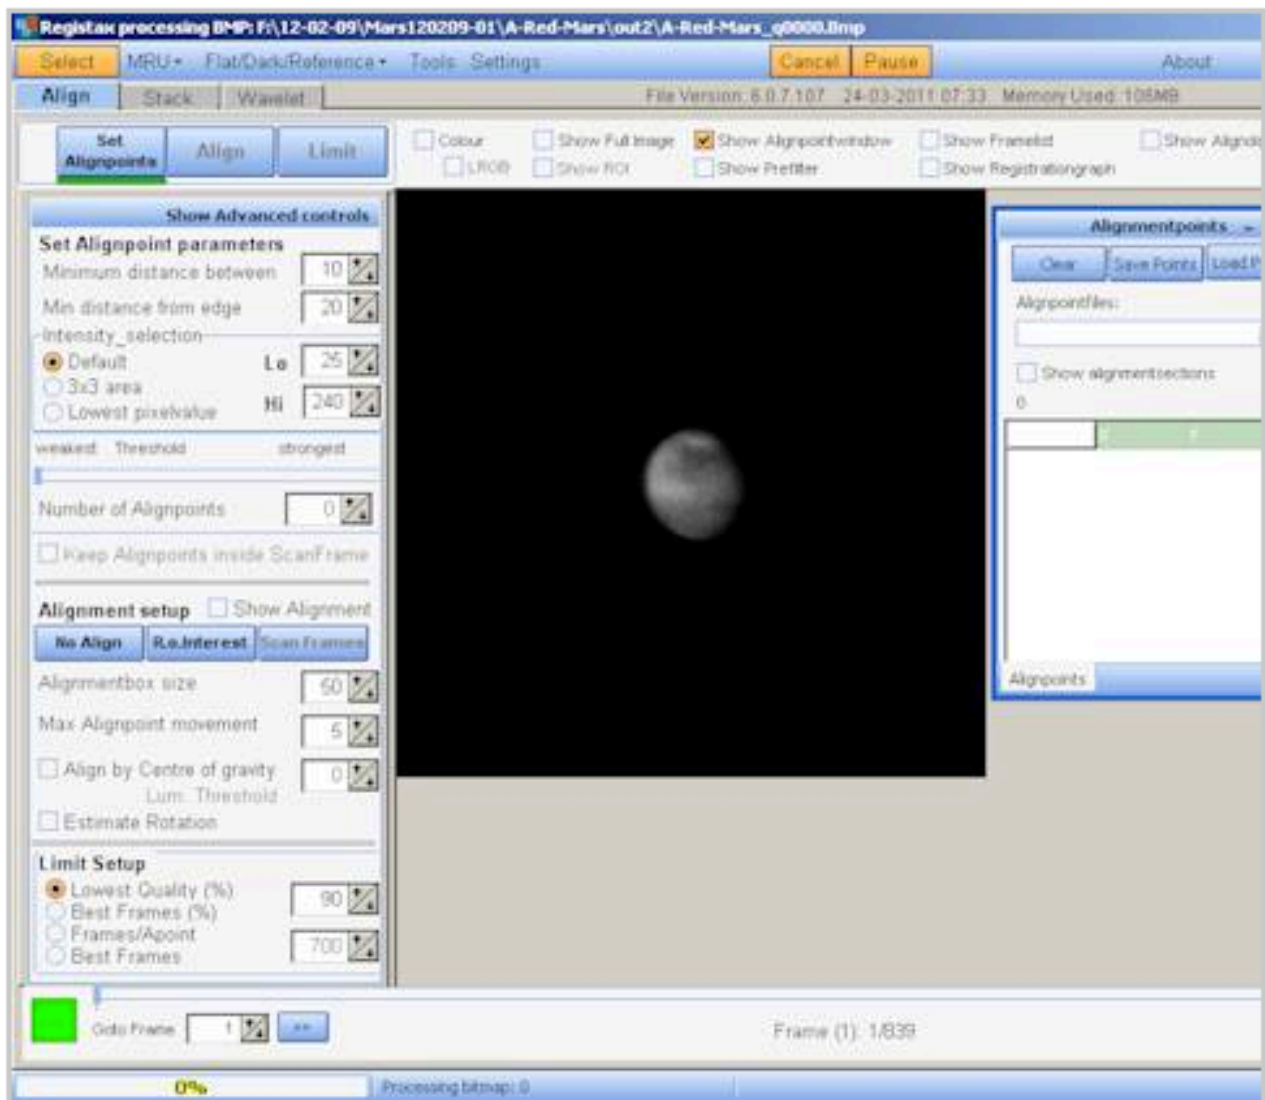 Registax processing BMP: F:\12-02-09\Mars120209-01\A-Red-Mars\out2\A-Red-Mars_q0000.Bmp
Select MRU Flat/Dark/Reference Tools Settings Cancel Pause About
Align Stack Wavelet File Version: 6.0.7.107 24-03-2011 07:33 Memory Used: 106MB
Set Alignpoints Align Limit
Colour Show Full Image Show Alignpointwindow Show Framelist Show
LRGB Show ROI Show Prefilter Show Registrationgraph
Show Advanced controls
Set Alignpoint parameters
Minimum distance between 10
Min distance from edge 20
Intensity_selection
Default Lo 25
3x3 area
Lowest pixelvalue Hi 240
weakest Threshold strongest
Number of Alignpoints 0
Keep Alignpoints inside ScanFrame
Alignment setup Show Alignment
No Align R.o.Interest Scan Frames
Alignmentbox size 50
Max Alignpoint movement 5
Align by Centre of gravity 0
Lum. Threshold
Estimate Rotation
Limit Setup
Lowest Quality (%) 90
Best Frames (%)
Frames/Apoint 700
Best Frames
Alignmentpoints
Clear Save Points Load P
Alignpointfiles:
Show alignmentsections
0
Alignpoints
Goto Frame 1 >> Frame (1): 1/839
0% Processing bitmap: 0